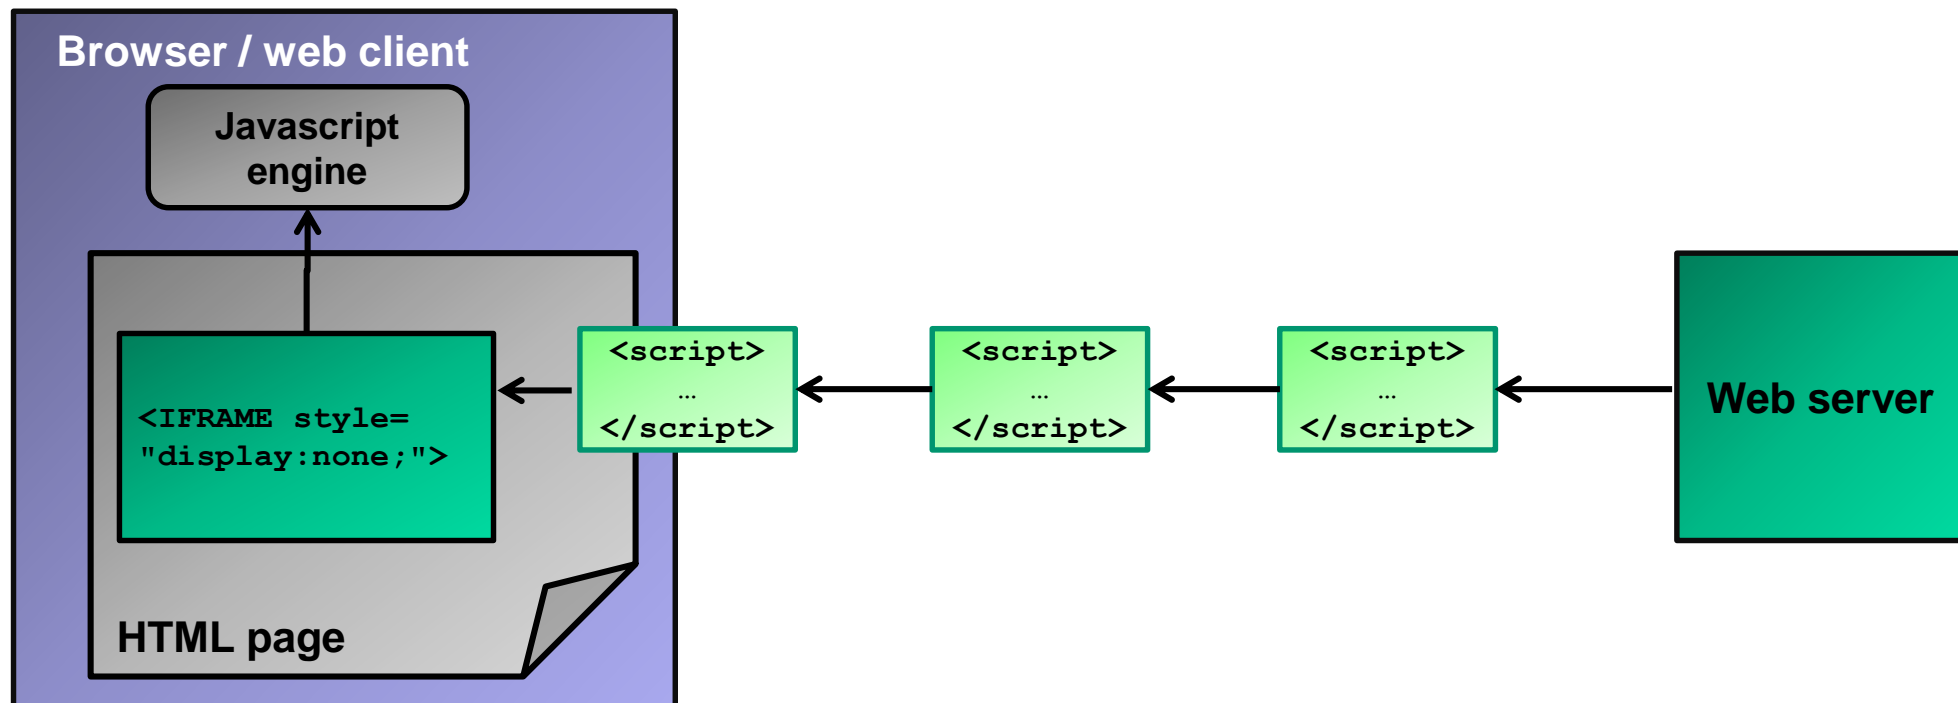 Browser / web client
Javascript
engine
<IFRAME style=
"display:none;">
HTML page
<script>
…
</script>
<script>
…
</script>
<script>
…
</script>
Web server